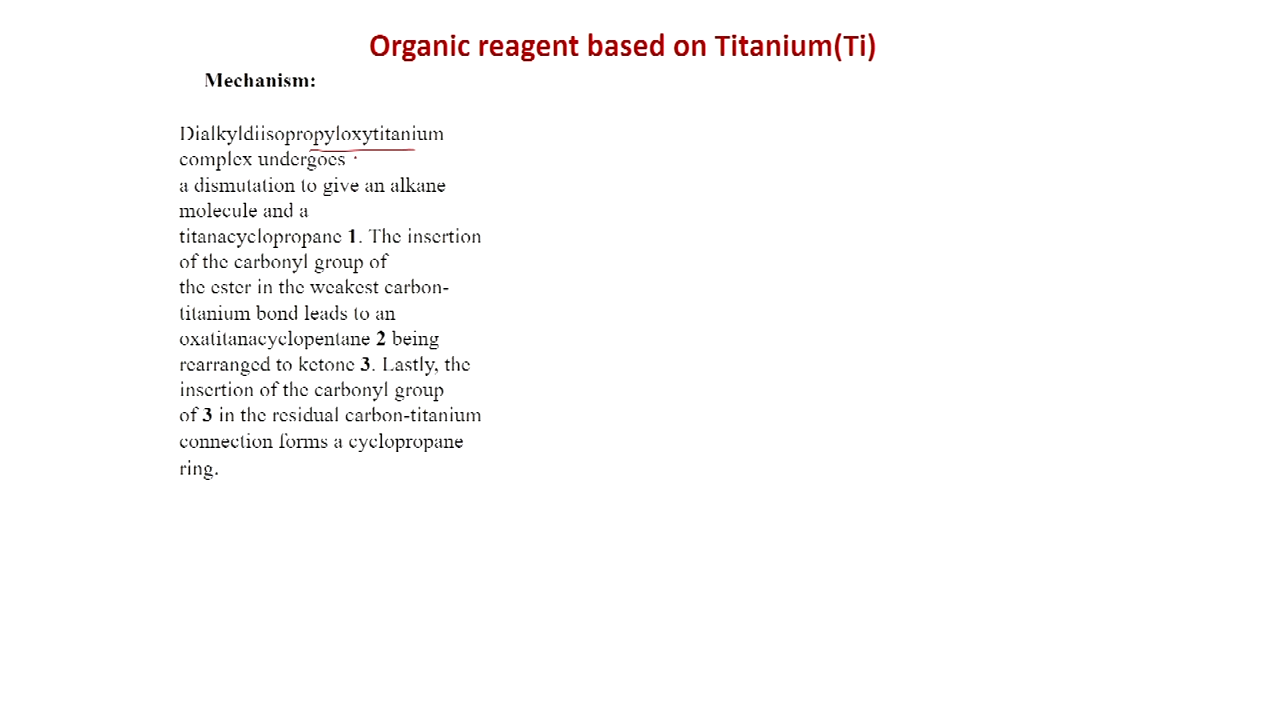 Organic reagent based on Titanium(Ti)
Mechanism:
Dialkyldiisopropyloxytitanium
complex undergoes
a dismutation to give an alkane
molecule and a
titanacyclopropane 1. The insertion
of the carbonyl group of
the ester in the weakest carbon-
titanium bond leads to an
oxatitanacyclopentane 2 being
rearranged to ketone 3. Lastly, the
insertion of the carbonyl group
of 3 in the residual carbon-titanium
connection forms a cyclopropane
ring.